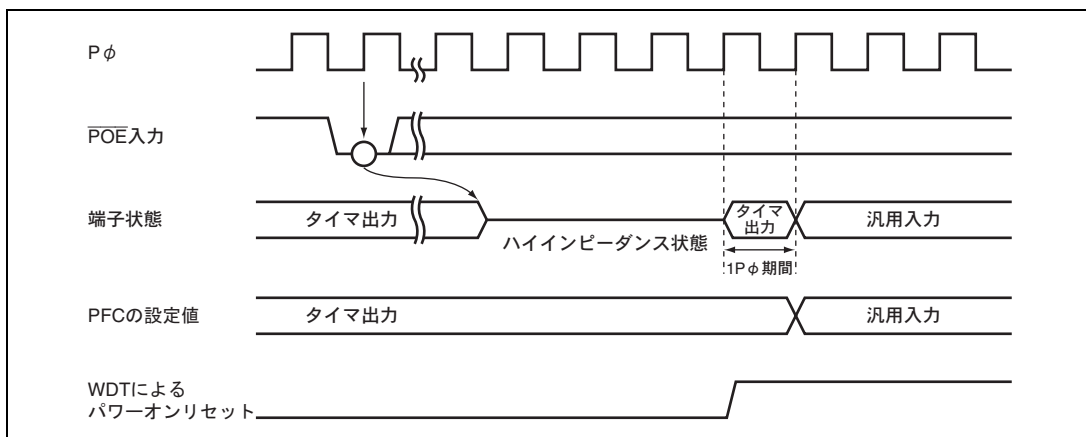 Pφ
POE入力
端子状態
タイマ出力
ハイインピーダンス状態
タイマ
出力
汎用入力
1Pφ期間
PFCの設定値
タイマ出力
汎用入力
WDTによる
パワーオンリセット